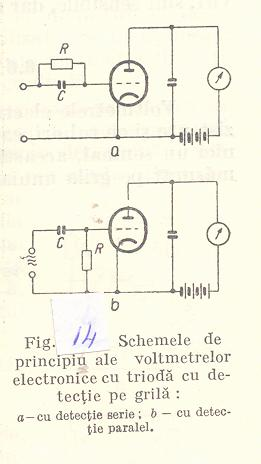 R
C
a
C
R
b
Fig. 14 Schemele de
principiu ale voltmetrelor
electronice cu triodă cu de-
tecție pe grilă :
a — cu detecție serie ; b — cu detec-
ție paralel.